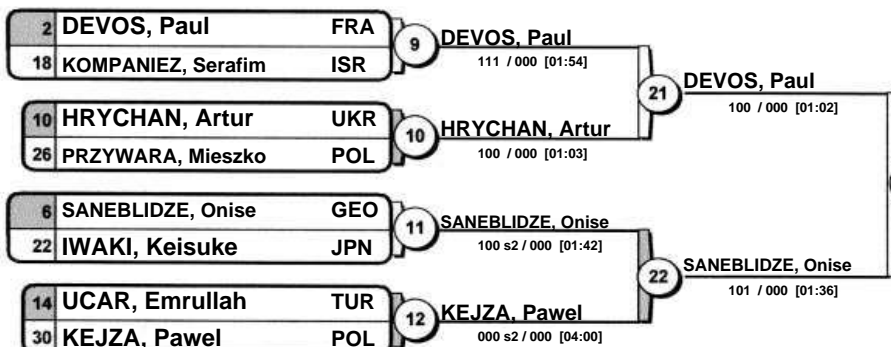 2 DEVOS, Paul FRA
18 KOMPANIEZ, Serafim ISR
9
DEVOS, Paul
111 / 000 [01:54]
10 HRYCHAN, Artur UKR
26 PRZYWARA, Mieszko POL
10
HRYCHAN, Artur
100 / 000 [01:03]
21
DEVOS, Paul
100 / 000 [01:02]
6 SANEBLIDZE, Onise GEO
22 IWAKI, Keisuke JPN
11
SANEBLIDZE, Onise
100 s2 / 000 [01:42]
14 UCAR, Emrullah TUR
30 KEJZA, Pawel POL
12
KEJZA, Pawel
000 s2 / 000 [04:00]
22
SANEBLIDZE, Onise
101 / 000 [01:36]